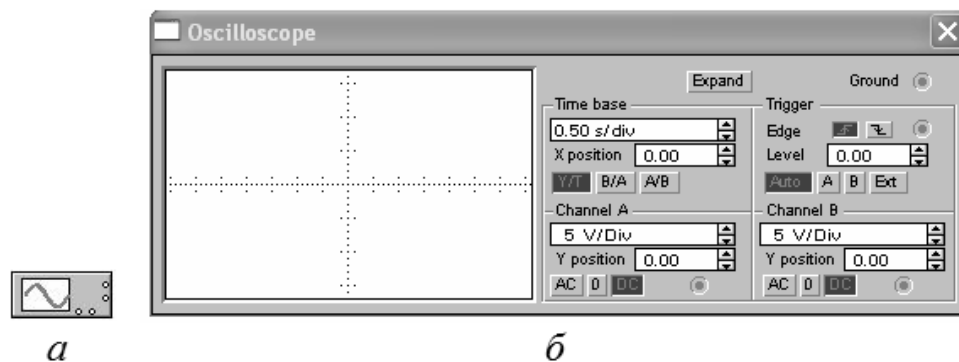 Oscilloscope
Expand Ground
Time base Trigger
0.50 s/div Edge
X position 0.00 Level 0.00
Y/T B/A A/B Auto A B Ext
Channel A Channel B
5 V/Div 5 V/Div
Y position 0.00 Y position 0.00
AC 0 DC AC 0 DC
а б